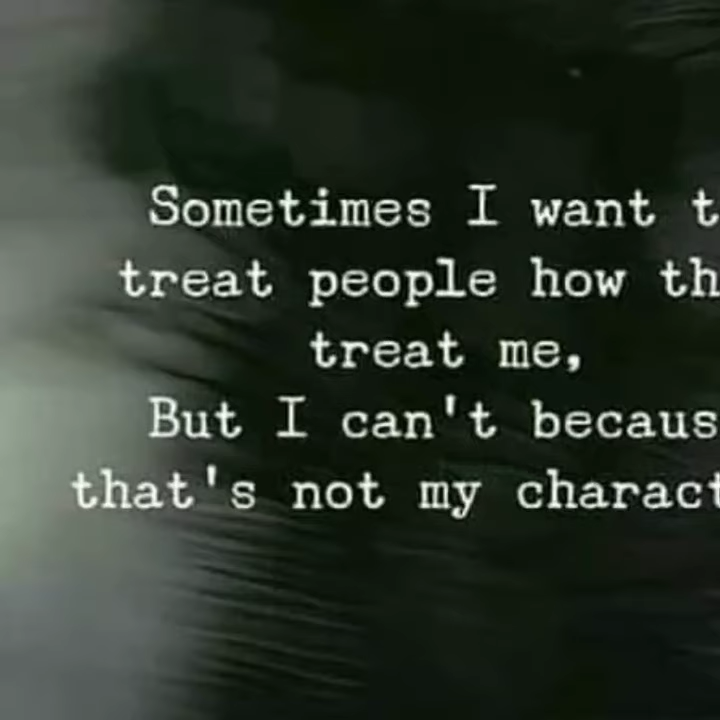 Sometimes I want t
treat people how th
treat me,
But I can't becaus
that's not my charact